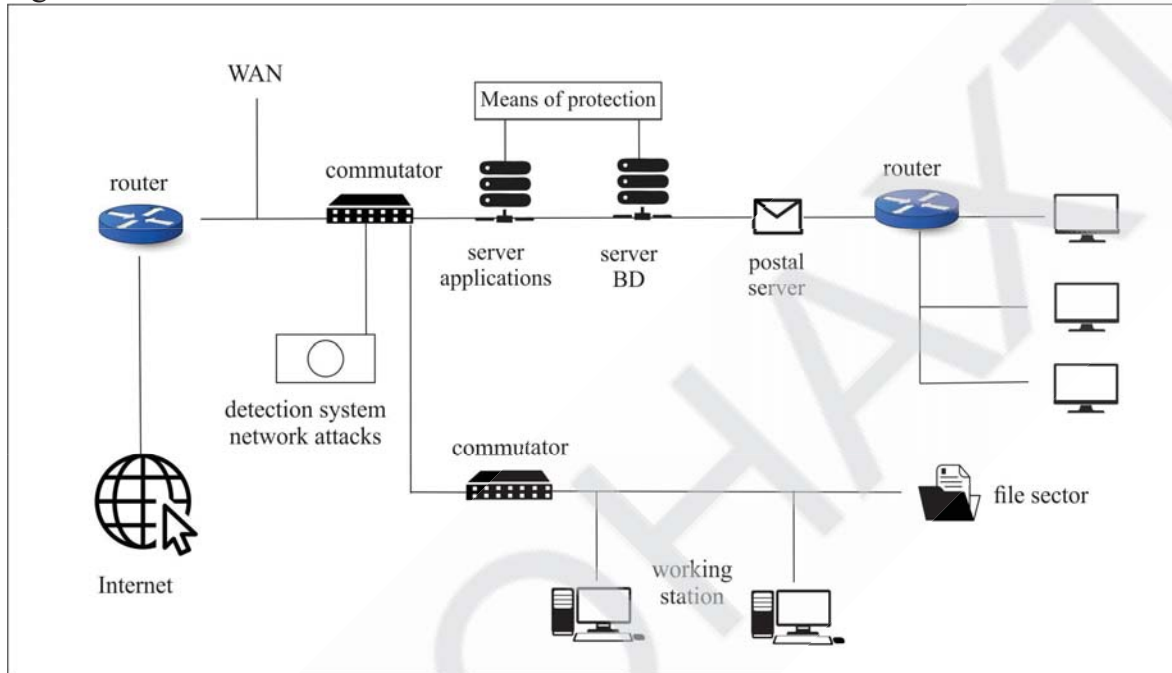 WAN
Means of protection
commutator
router
router
server
applications
server
BD
postal
server
detection system
network attacks
commutator
file sector
working
station
Internet